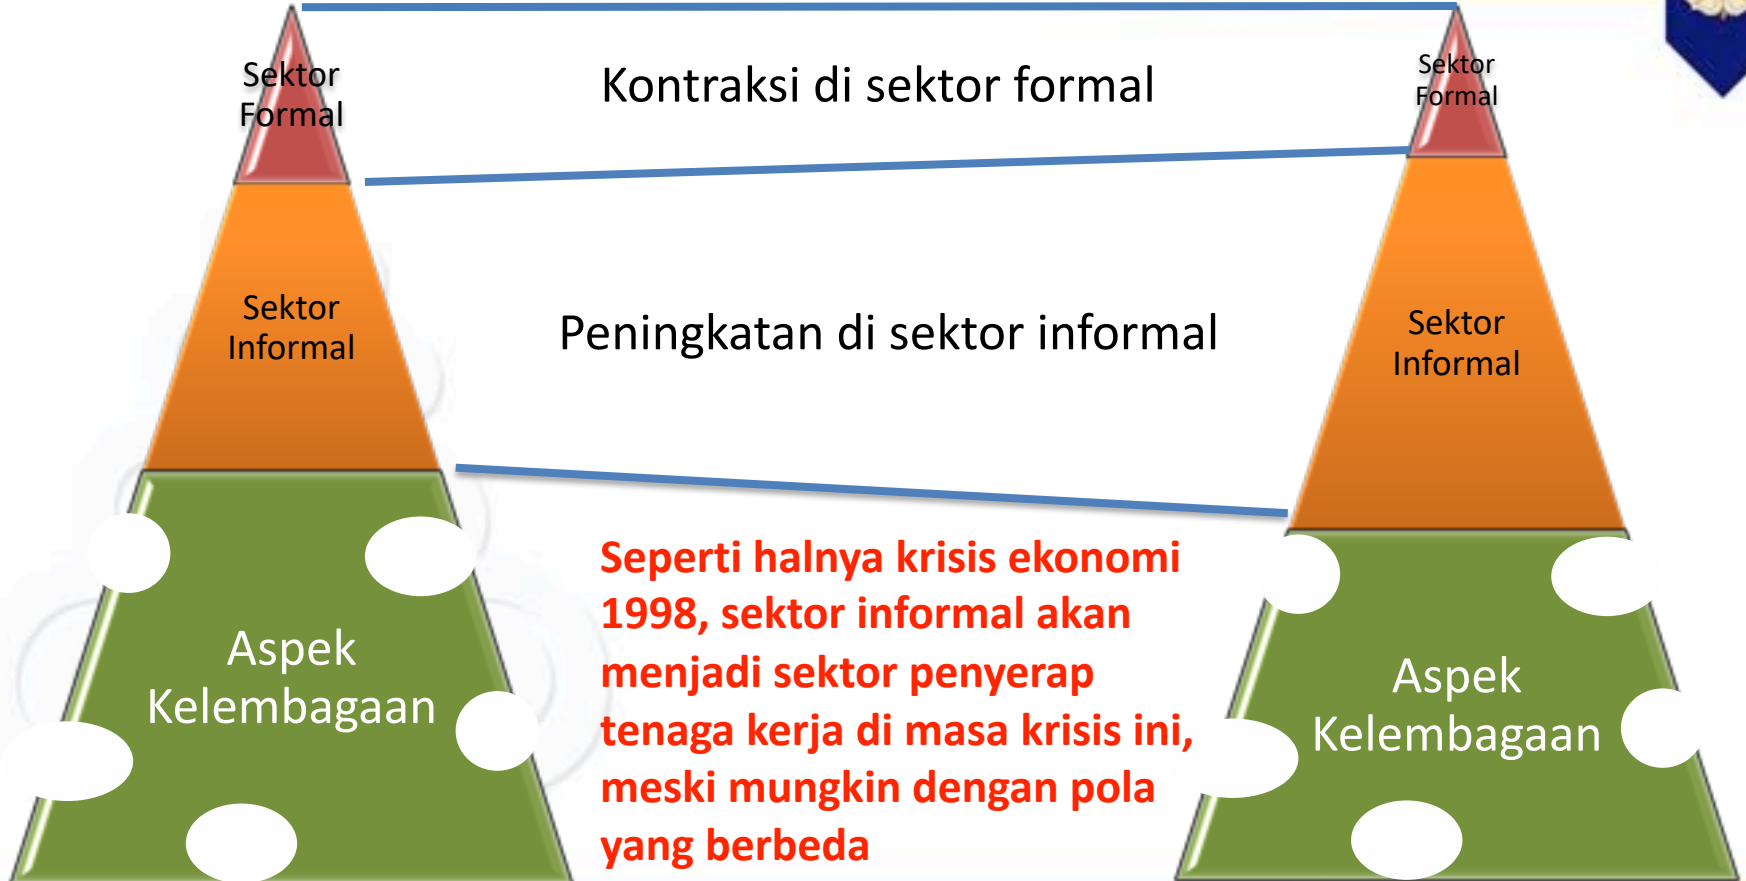 Sektor
Formal
Sektor
Informal
Aspek
Kelembagaan
Kontraksi di sektor formal
Peningkatan di sektor informal
Seperti halnya krisis ekonomi
1998, sektor informal akan
menjadi sektor penyerap
tenaga kerja di masa krisis ini,
meski mungkin dengan pola
yang berbeda
Sektor
Formal
Sektor
Informal
Aspek
Kelembagaan